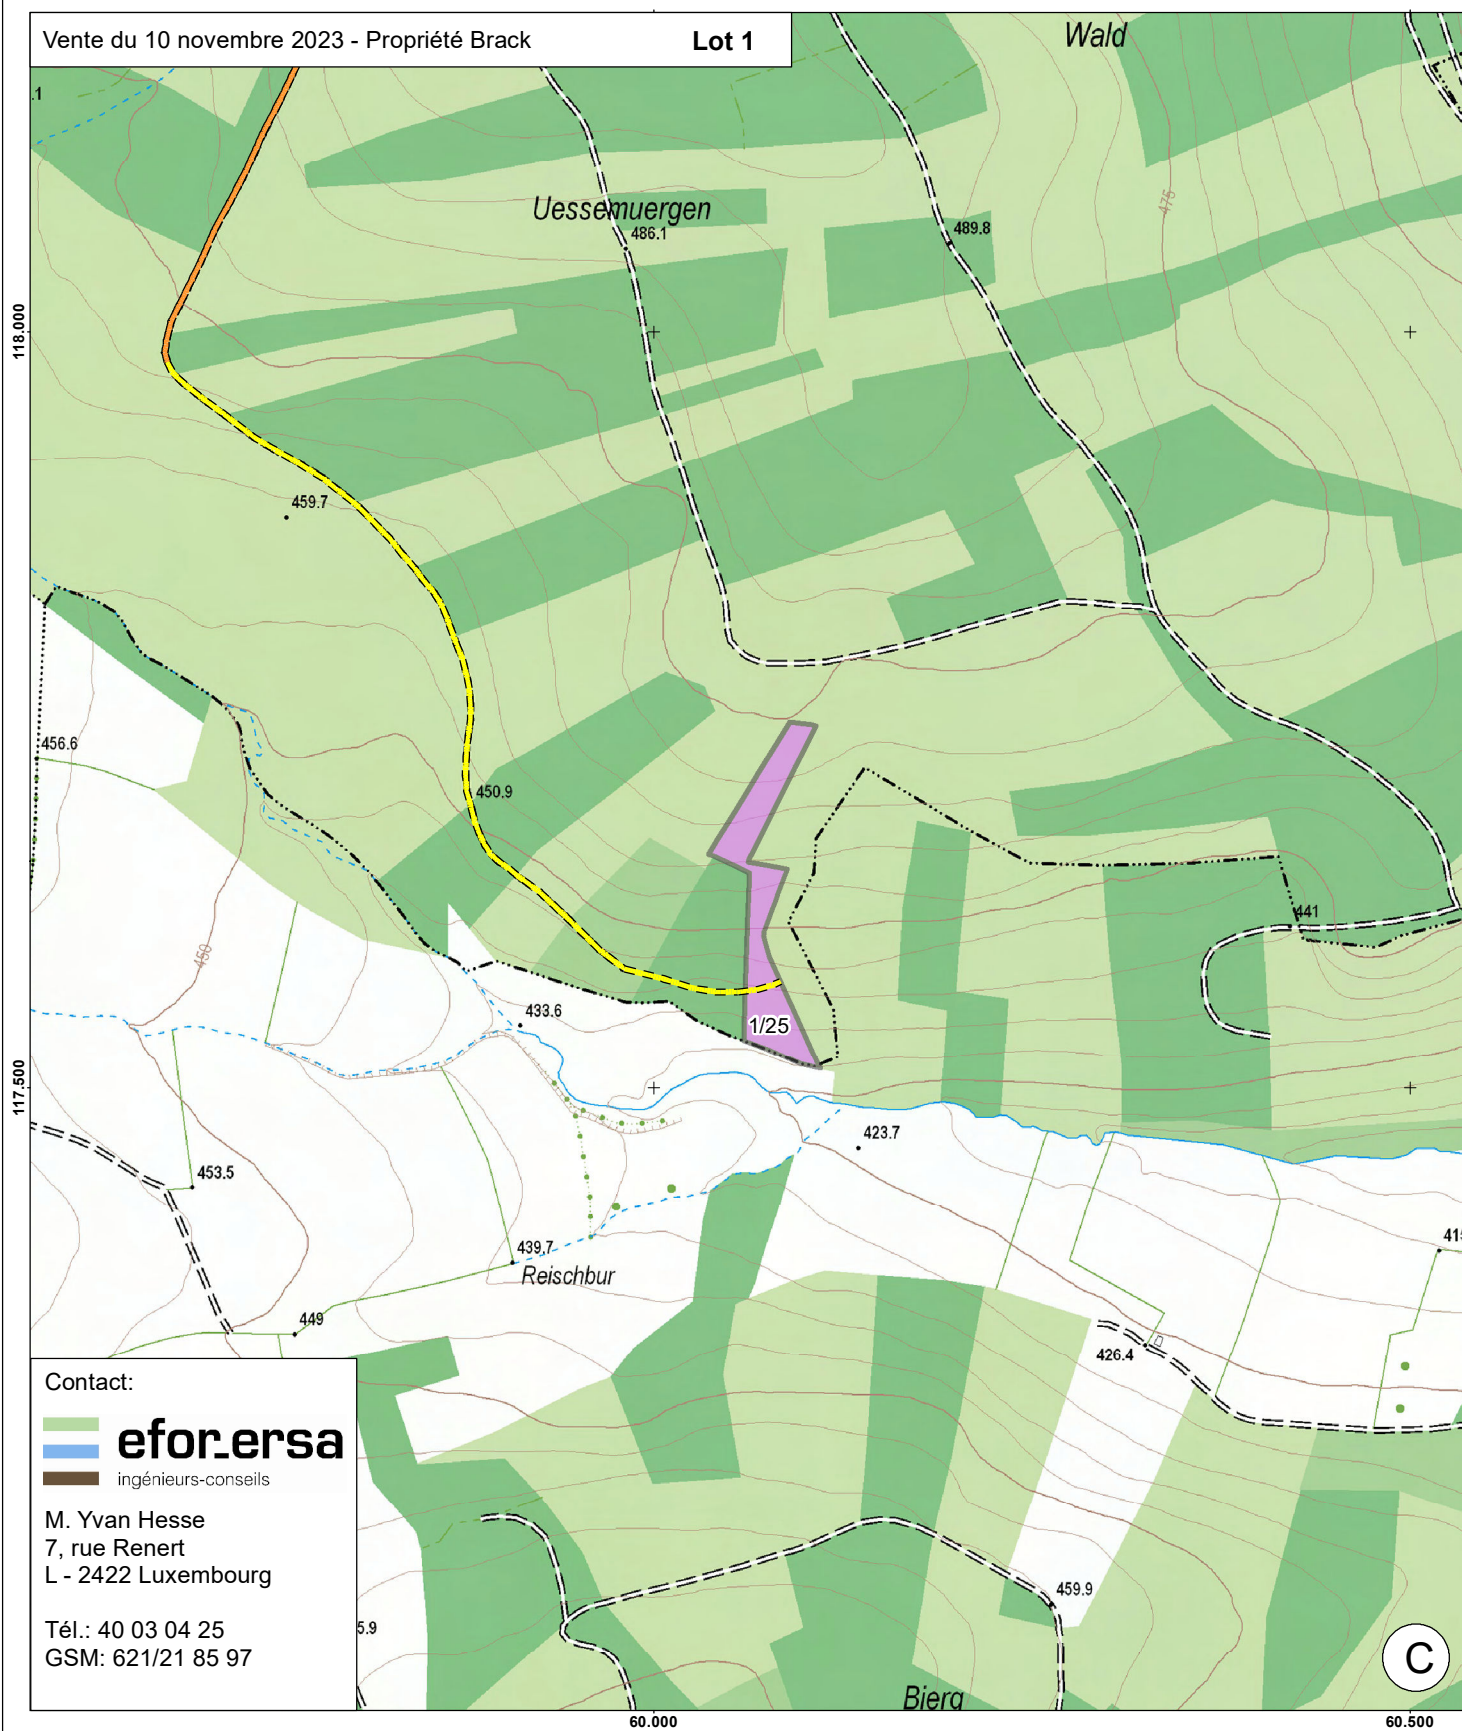 Vente du 10 novembre 2023 - Propriété Brack
Lot 1
Wald
.1
475
Uessemuergen
486.1
489.8
118.000
459.7
456.6
450.9
441
450
433.6
1/25
117.500
423.7
453.5
439.7
Reischbur
449
426.4
Contact:
efor_ersa
ingénieurs-conseils
M. Yvan Hesse
7, rue Renert
L - 2422 Luxembourg
Tél.: 40 03 04 25
GSM: 621/21 85 97
5.9
459.9
C
Bierg
60.000
60.500